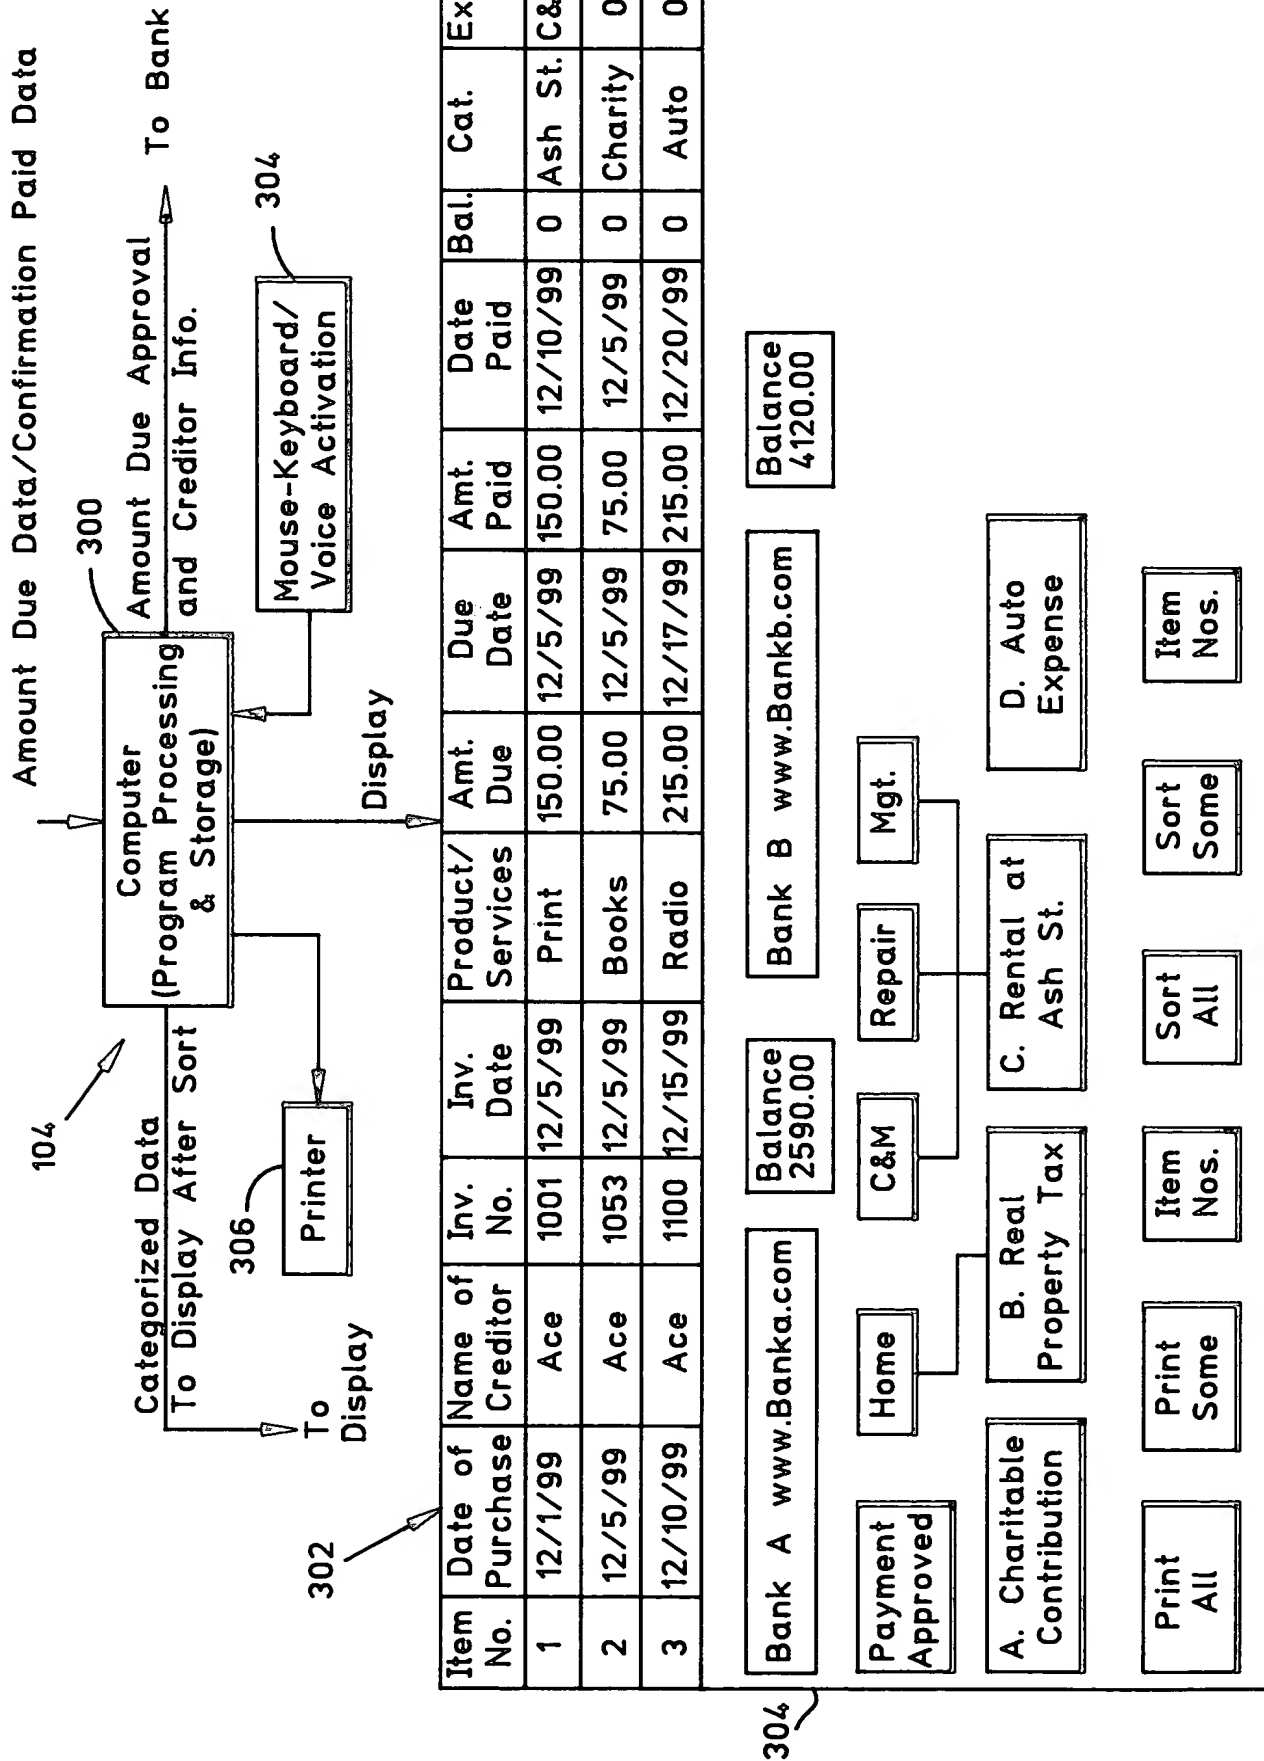 Amount Due Data/Confirmation Paid Data
104
300
Computer
(Program Processing
& Storage)
Categorized Data
To Display After Sort
Amount Due Approval
and Creditor Info.
To Bank
To
Display
306
Printer
304
Mouse-Keyboard/
Voice Activation
Display
302
Item No. Date of Purchase Name of Creditor Inv. No. Inv. Date Product/ Services Amt. Due Due Date Amt. Paid Date Paid Bal. Cat. Ex
1 12/1/99 Ace 1001 12/5/99 Print 150.00 12/5/99 150.00 12/10/99 0 Ash St. C&
2 12/5/99 Ace 1053 12/5/99 Books 75.00 12/5/99 75.00 12/5/99 0 Charity 0
3 12/10/99 Ace 1100 12/15/99 Radio 215.00 12/17/99 215.00 12/20/99 0 Auto 0
304
Bank A www.Banka.com
Balance
2590.00
Bank B www.Bankb.com
Balance
4120.00
Payment
Approved
Home
C&M
Repair
Mgt.
A. Charitable
Contribution
B. Real
Property Tax
C. Rental at
Ash St.
D. Auto
Expense
Print
All
Print
Some
Item
Nos.
Sort
All
Sort
Some
Item
Nos.